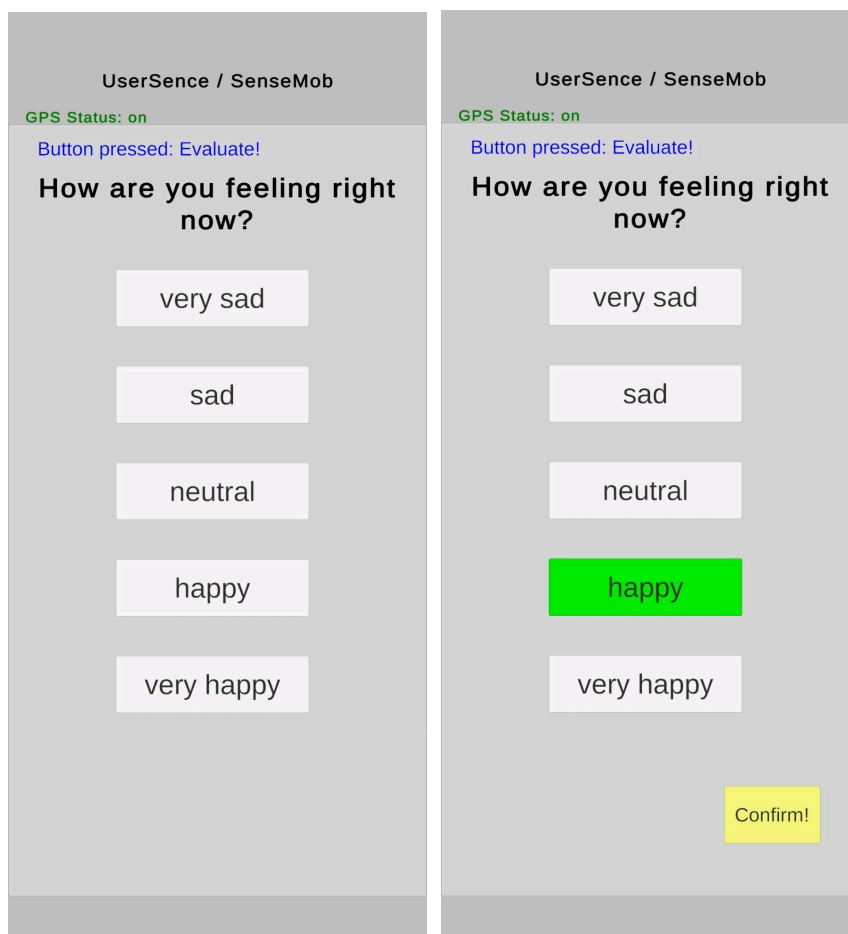 UserSence / SenseMob
GPS Status: on
Button pressed: Evaluate!
How are you feeling right
now?
very sad
sad
neutral
happy
very happy
UserSence / SenseMob
GPS Status: on
Button pressed: Evaluate!
How are you feeling right
now?
very sad
sad
neutral
happy
very happy
Confirm!